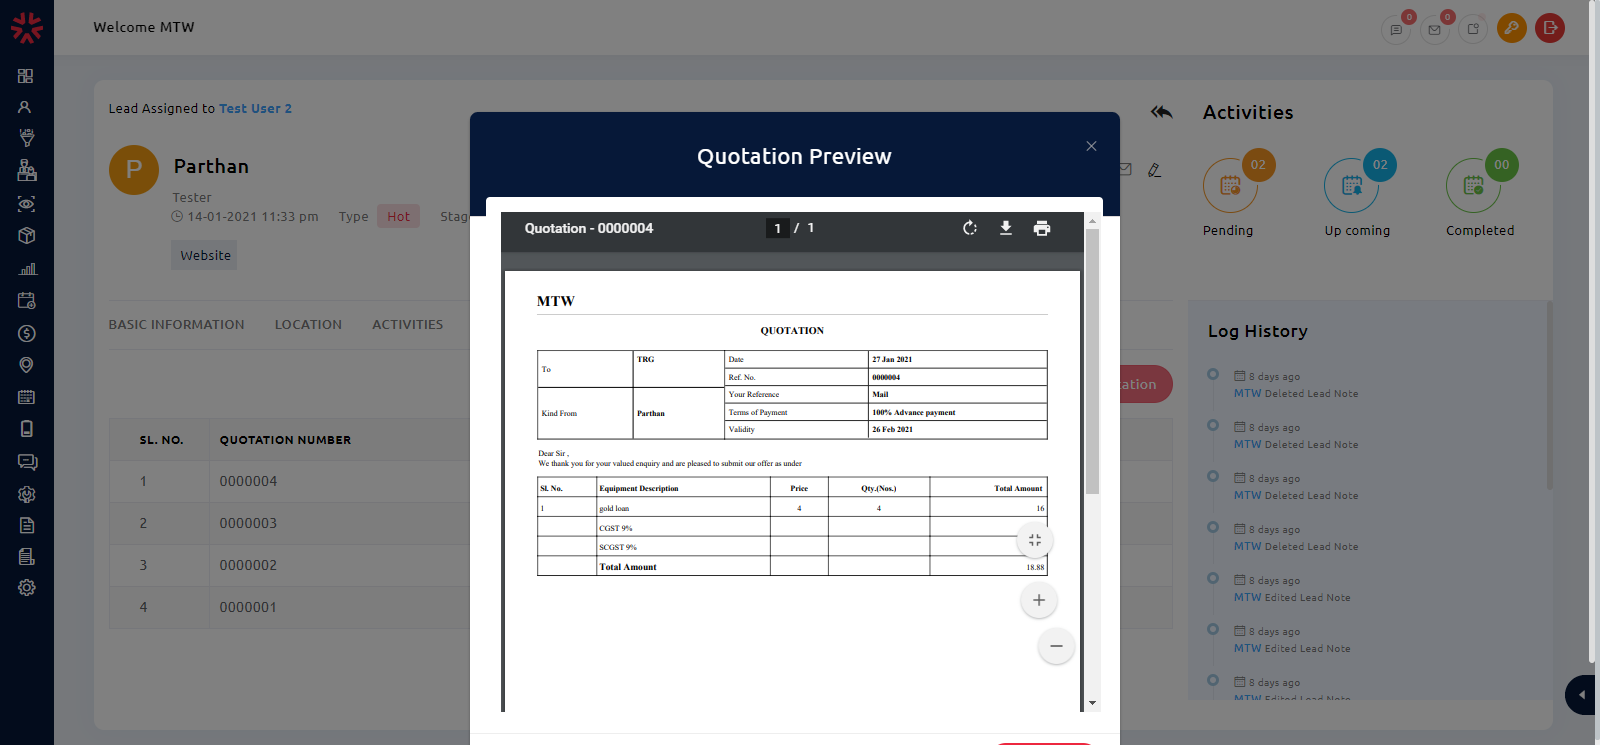 Welcome MTW
0
0
Lead Assigned to Test User 2
P
Parthan
Tester
14-01-2021 11:33 pm Type Hot Stag
Website
BASIC INFORMATION LOCATION ACTIVITIES
ation
SL. NO. QUOTATION NUMBER
1 0000004
2 0000003
3 0000002
4 0000001
Quotation Preview
Quotation - 0000004 1 / 1
MTW
QUOTATION
To TRG
Kind From Parthan
Date 27 Jan 2021
Ref. No. 0000004
Your Reference Mail
Terms of Payment 100% Advance payment
Validity 26 Feb 2021
Dear Sir ,
We thank you for your valued enquiry and are pleased to submit our offer as under
Sl. No. Equipment Description Price Qty.(Nos.) Total Amount
1 gold loan 4 4 16
CGST 9%
SCGST 9%
Total Amount 18.88
Activities
02 02 00
Pending Up coming Completed
Log History
8 days ago
MTW Deleted Lead Note
8 days ago
MTW Deleted Lead Note
8 days ago
MTW Deleted Lead Note
8 days ago
MTW Deleted Lead Note
8 days ago
MTW Edited Lead Note
8 days ago
MTW Edited Lead Note
8 days ago
MTW Edited Lead Note